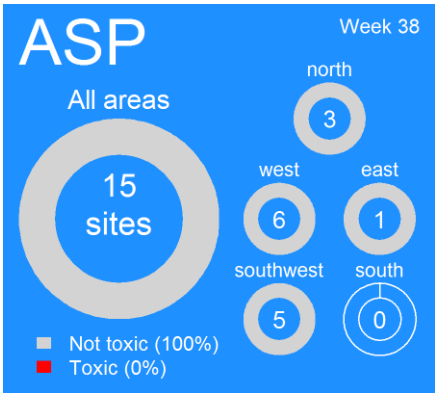 ASP
Week 38
All areas
15
sites
north
3
west
6
east
1
southwest
5
south
0
Not toxic (100%)
Toxic (0%)